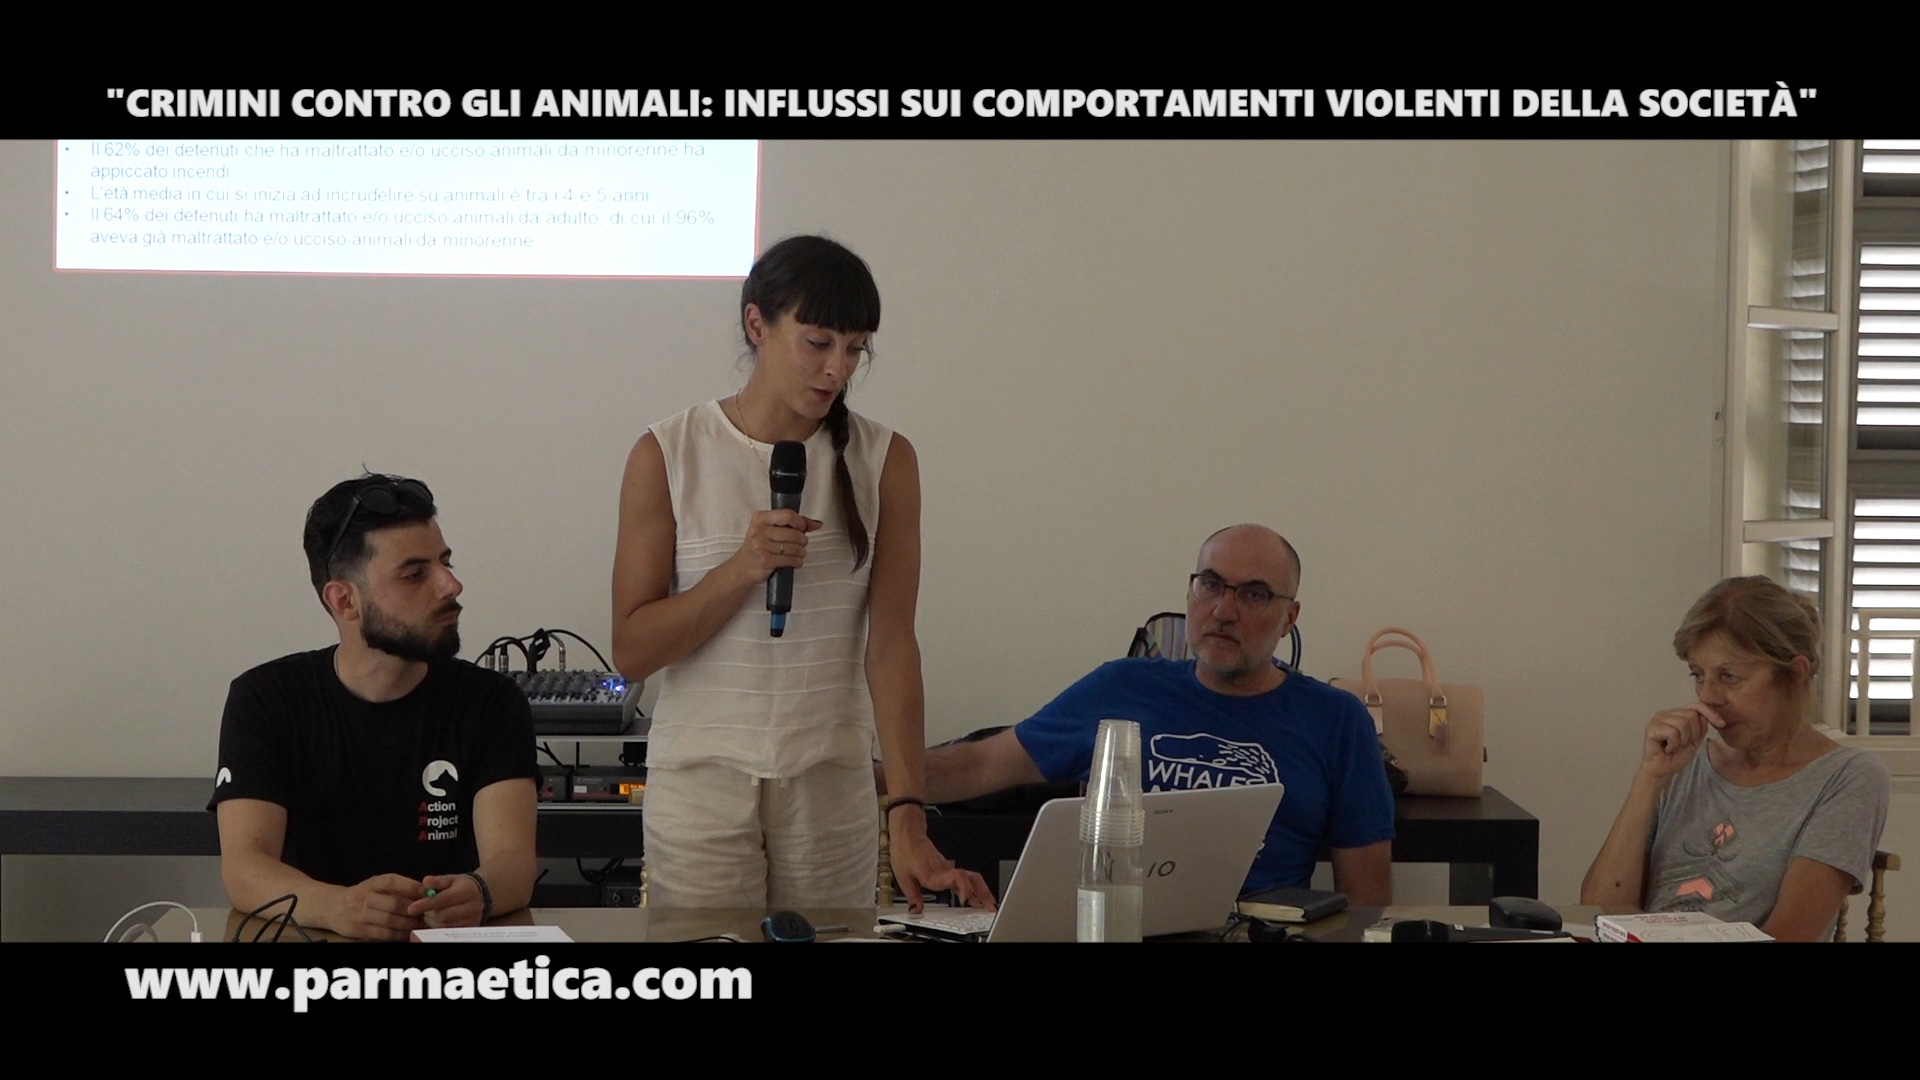 "CRIMINI CONTRO GLI ANIMALI: INFLUSSI SUI COMPORTAMENTI VIOLENTI DELLA SOCIETÀ"
• Il 62% dei detenuti che ha maltrattato e/o ucciso animali da minorenne ha
appiccato incendi
• L'età media in cui si inizia ad incrudelire su animali è tra i 4 e 5 anni
• Il 64% dei detenuti ha maltrattato e/o ucciso animali da adulto, di cui il 96%
aveva già maltrattato e/o ucciso animali da minorenne
Action
Project
Animal
WHALES
IO
www.parmaetica.com